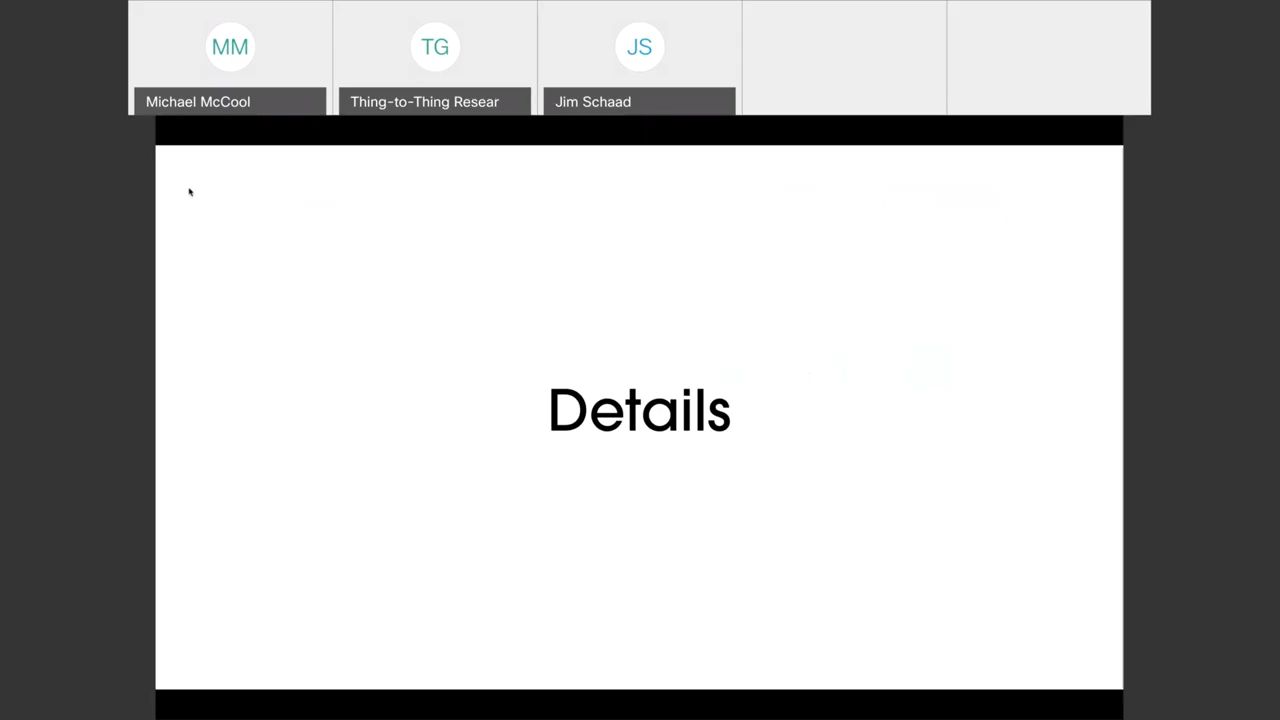 MM
TG
JS
Michael McCool
Thing-to-Thing Resear
Jim Schaad
Details